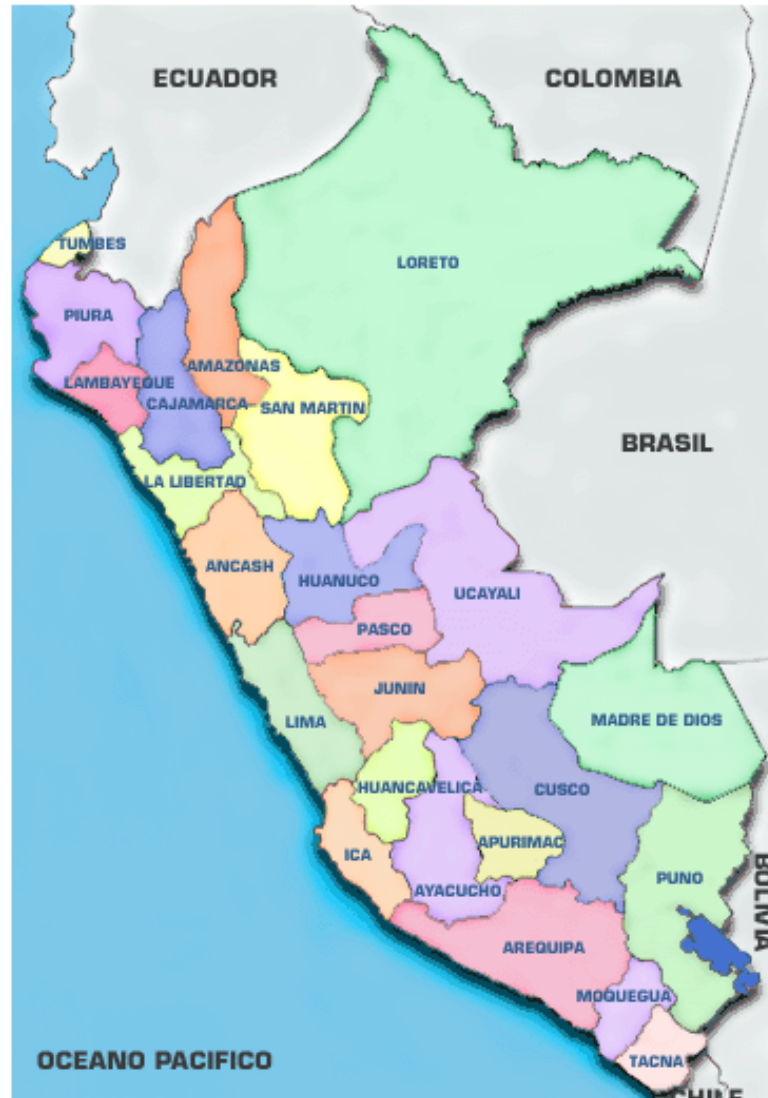 ECUADOR
COLOMBIA
TUMBES
LORETO
PIURA
AMAZONAS
LAMBAYEQUE
CAJAMARCA
SAN MARTIN
BRASIL
LA LIBERTAD
ANCASH
HUANUCO
UCAYALI
PASCO
JUNIN
LIMA
MADRE DE DIOS
HUANCAVELICA
CUSCO
APURIMAC
ICA
PUNO
AYACUCHO
BOLIVIA
AREQUIPA
MOQUEGUA
OCEANO PACIFICO
TACNA
CHILE